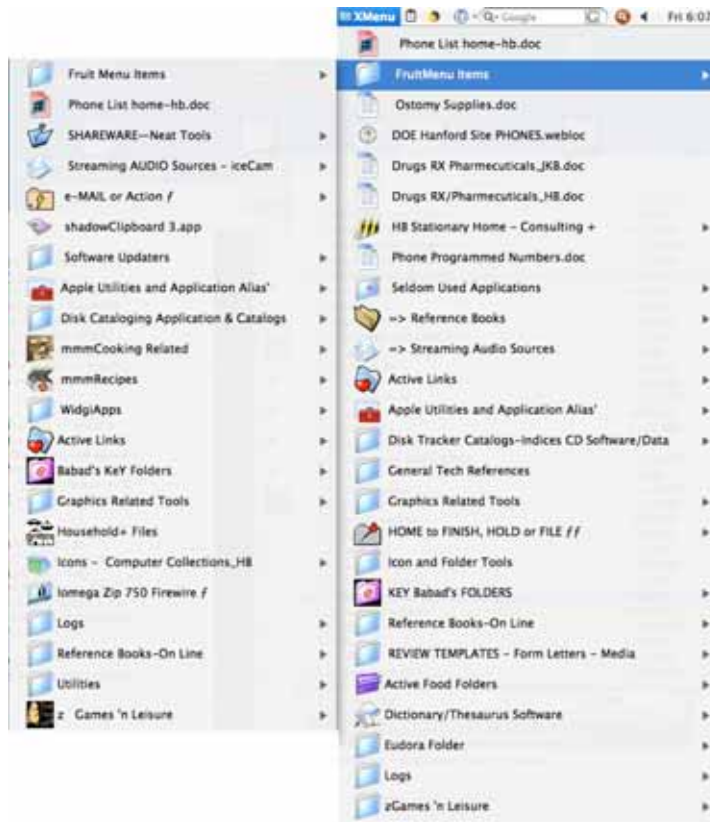 XMenu Google Fri 6:07
Phone List home-hb.doc
FruitMenu Items
Ostomy Supplies.doc
DOE Hanford Site PHONES.webloc
Drugs RX Pharmecuticals_JKB.doc
Drugs RX/Pharmecuticals_HB.doc
HB Stationary Home - Consulting +
Phone Programmed Numbers.doc
Seldom Used Applications
=> Reference Books
=> Streaming Audio Sources
Active Links
Apple Utilities and Application Alias'
Disk Tracker Catalogs-Indices CD Software/Data
General Tech References
Graphics Related Tools
HOME to FINISH, HOLD or FILE ƒƒ
Icon and Folder Tools
KEY Babad's FOLDERS
Reference Books-On Line
REVIEW TEMPLATES - Form Letters - Media
Active Food Folders
Dictionary/Thesaurus Software
Eudora Folder
Logs
zGames 'n Leisure
Fruit Menu Items
Phone List home-hb.doc
SHAREWARE—Neat Tools
Streaming AUDIO Sources - iceCam
e-MAIL or Action ƒ
shadowClipboard 3.app
Software Updaters
Apple Utilities and Application Alias'
Disk Cataloging Application & Catalogs
mmmCooking Related
mmmRecipes
WidgiApps
Active Links
Babad's KeY Folders
Graphics Related Tools
Household+ Files
Icons - Computer Collections_HB
Iomega Zip 750 Firewire ƒ
Logs
Reference Books-On Line
Utilities
z Games 'n Leisure